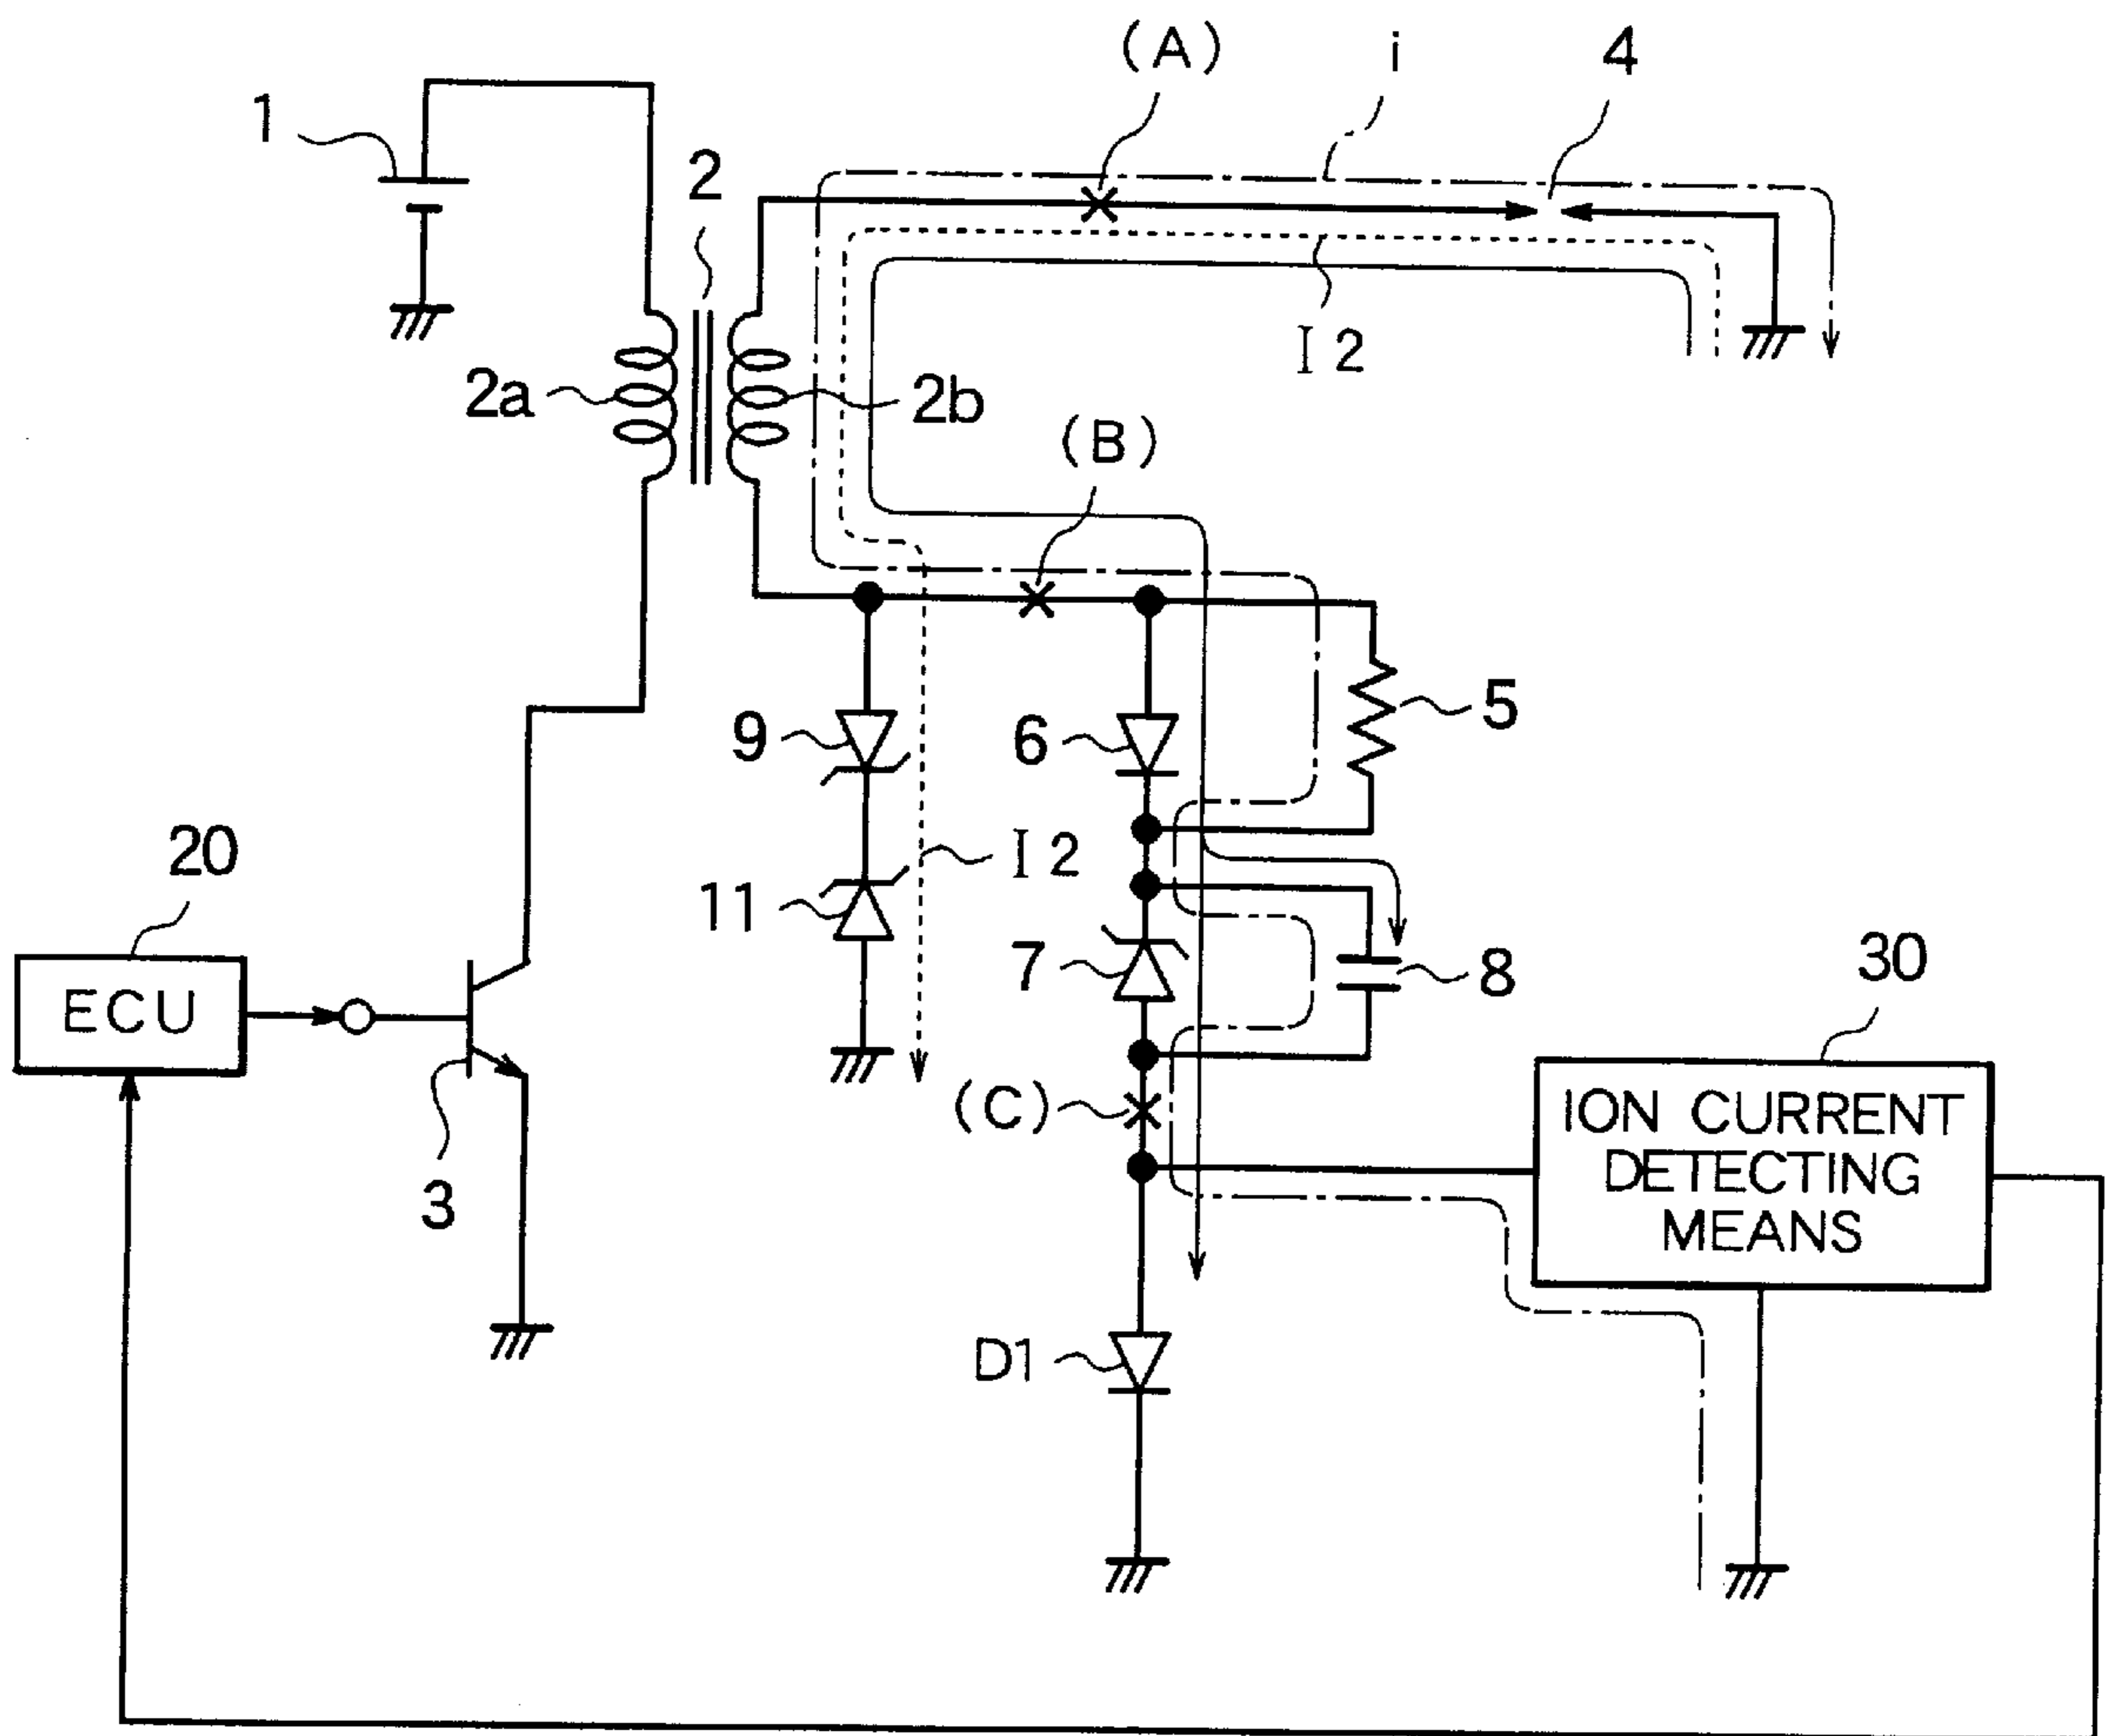 (A)
i
4
1
2
I2
2a
2b
(B)
9
6
5
20
I2
11
7
8
30
ECU
(C)
ION CURRENT
DETECTING
MEANS
3
D1